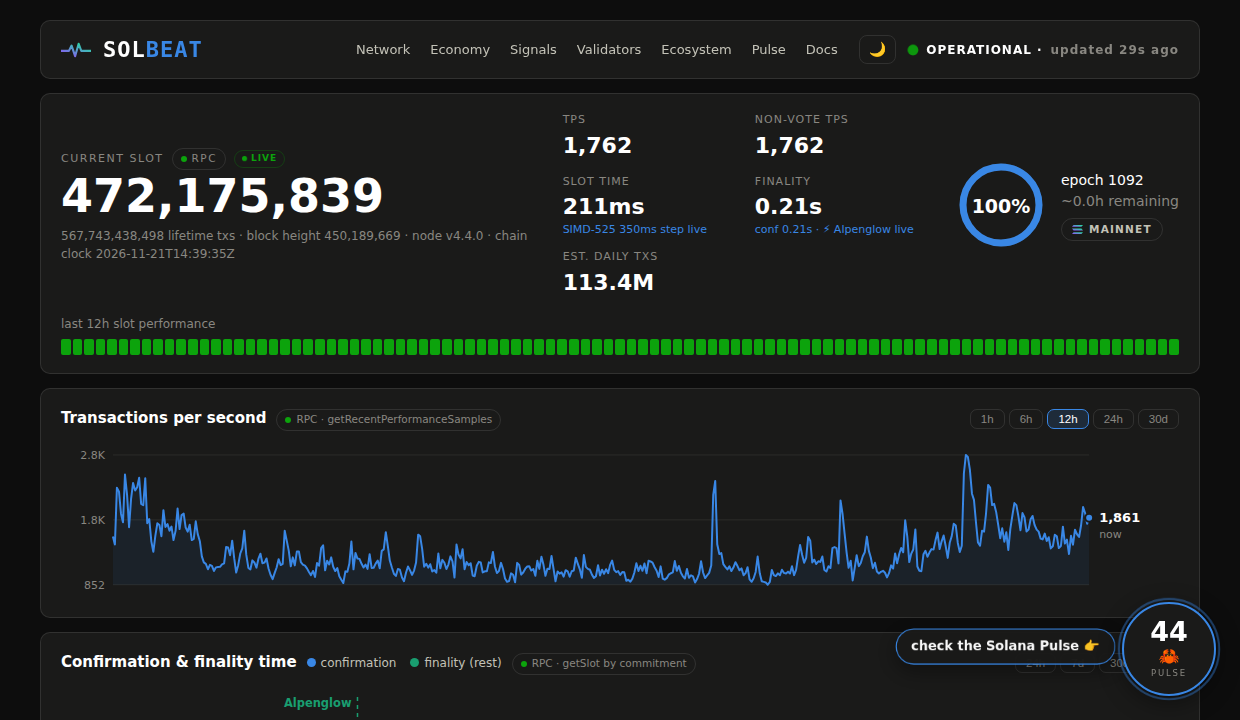 SOLBEAT
Network Economy Signals Validators Ecosystem Pulse Docs
OPERATIONAL · updated 29s ago
CURRENT SLOT RPC LIVE
472,175,839
567,743,438,498 lifetime txs · block height 450,189,669 · node v4.4.0 · chain
clock 2026-11-21T14:39:35Z
TPS
1,762
NON-VOTE TPS
1,762
SLOT TIME
211ms
SIMD-525 350ms step live
FINALITY
0.21s
conf 0.21s · ⚡ Alpenglow live
EST. DAILY TXS
113.4M
100%
epoch 1092
~0.0h remaining
MAINNET
last 12h slot performance
Transactions per second RPC · getRecentPerformanceSamples
1h 6h 12h 24h 30d
2.8K
1.8K
852
1,861
now
Confirmation & finality time confirmation finality (rest) RPC · getSlot by commitment
Alpenglow
check the Solana Pulse 👉
44
🦀
PULSE